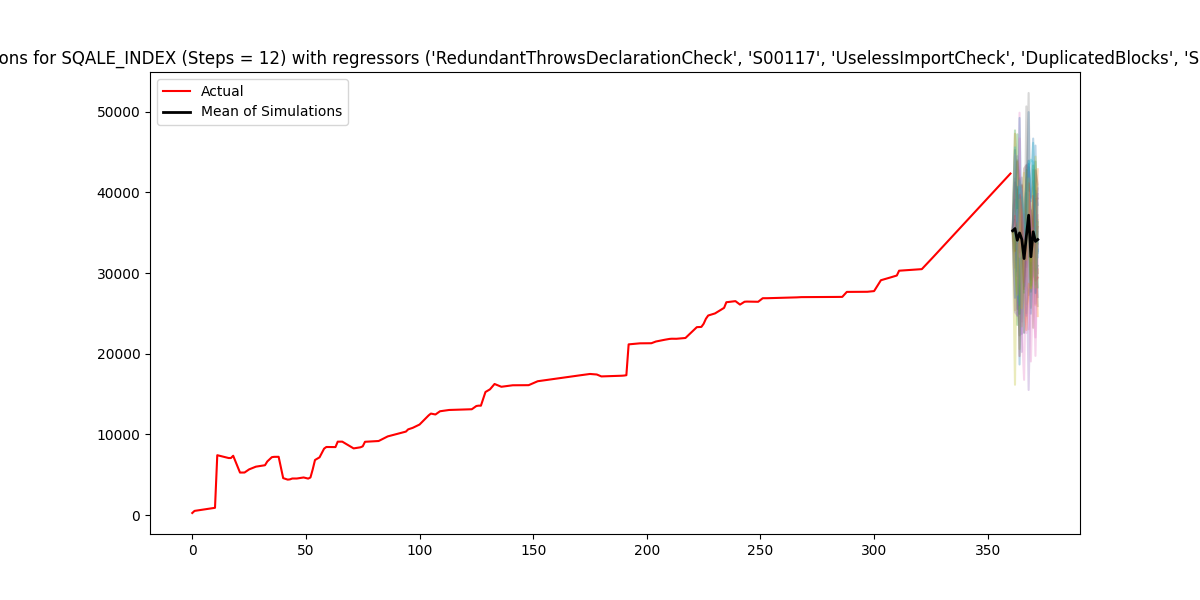 ons for SQALE_INDEX (Steps = 12) with regressors ('RedundantThrowsDeclarationCheck', 'S00117', 'UselessImportCheck', 'DuplicatedBlocks', 'S
Actual
Mean of Simulations
50000
40000
30000
20000
10000
0
0 50 100 150 200 250 300 350